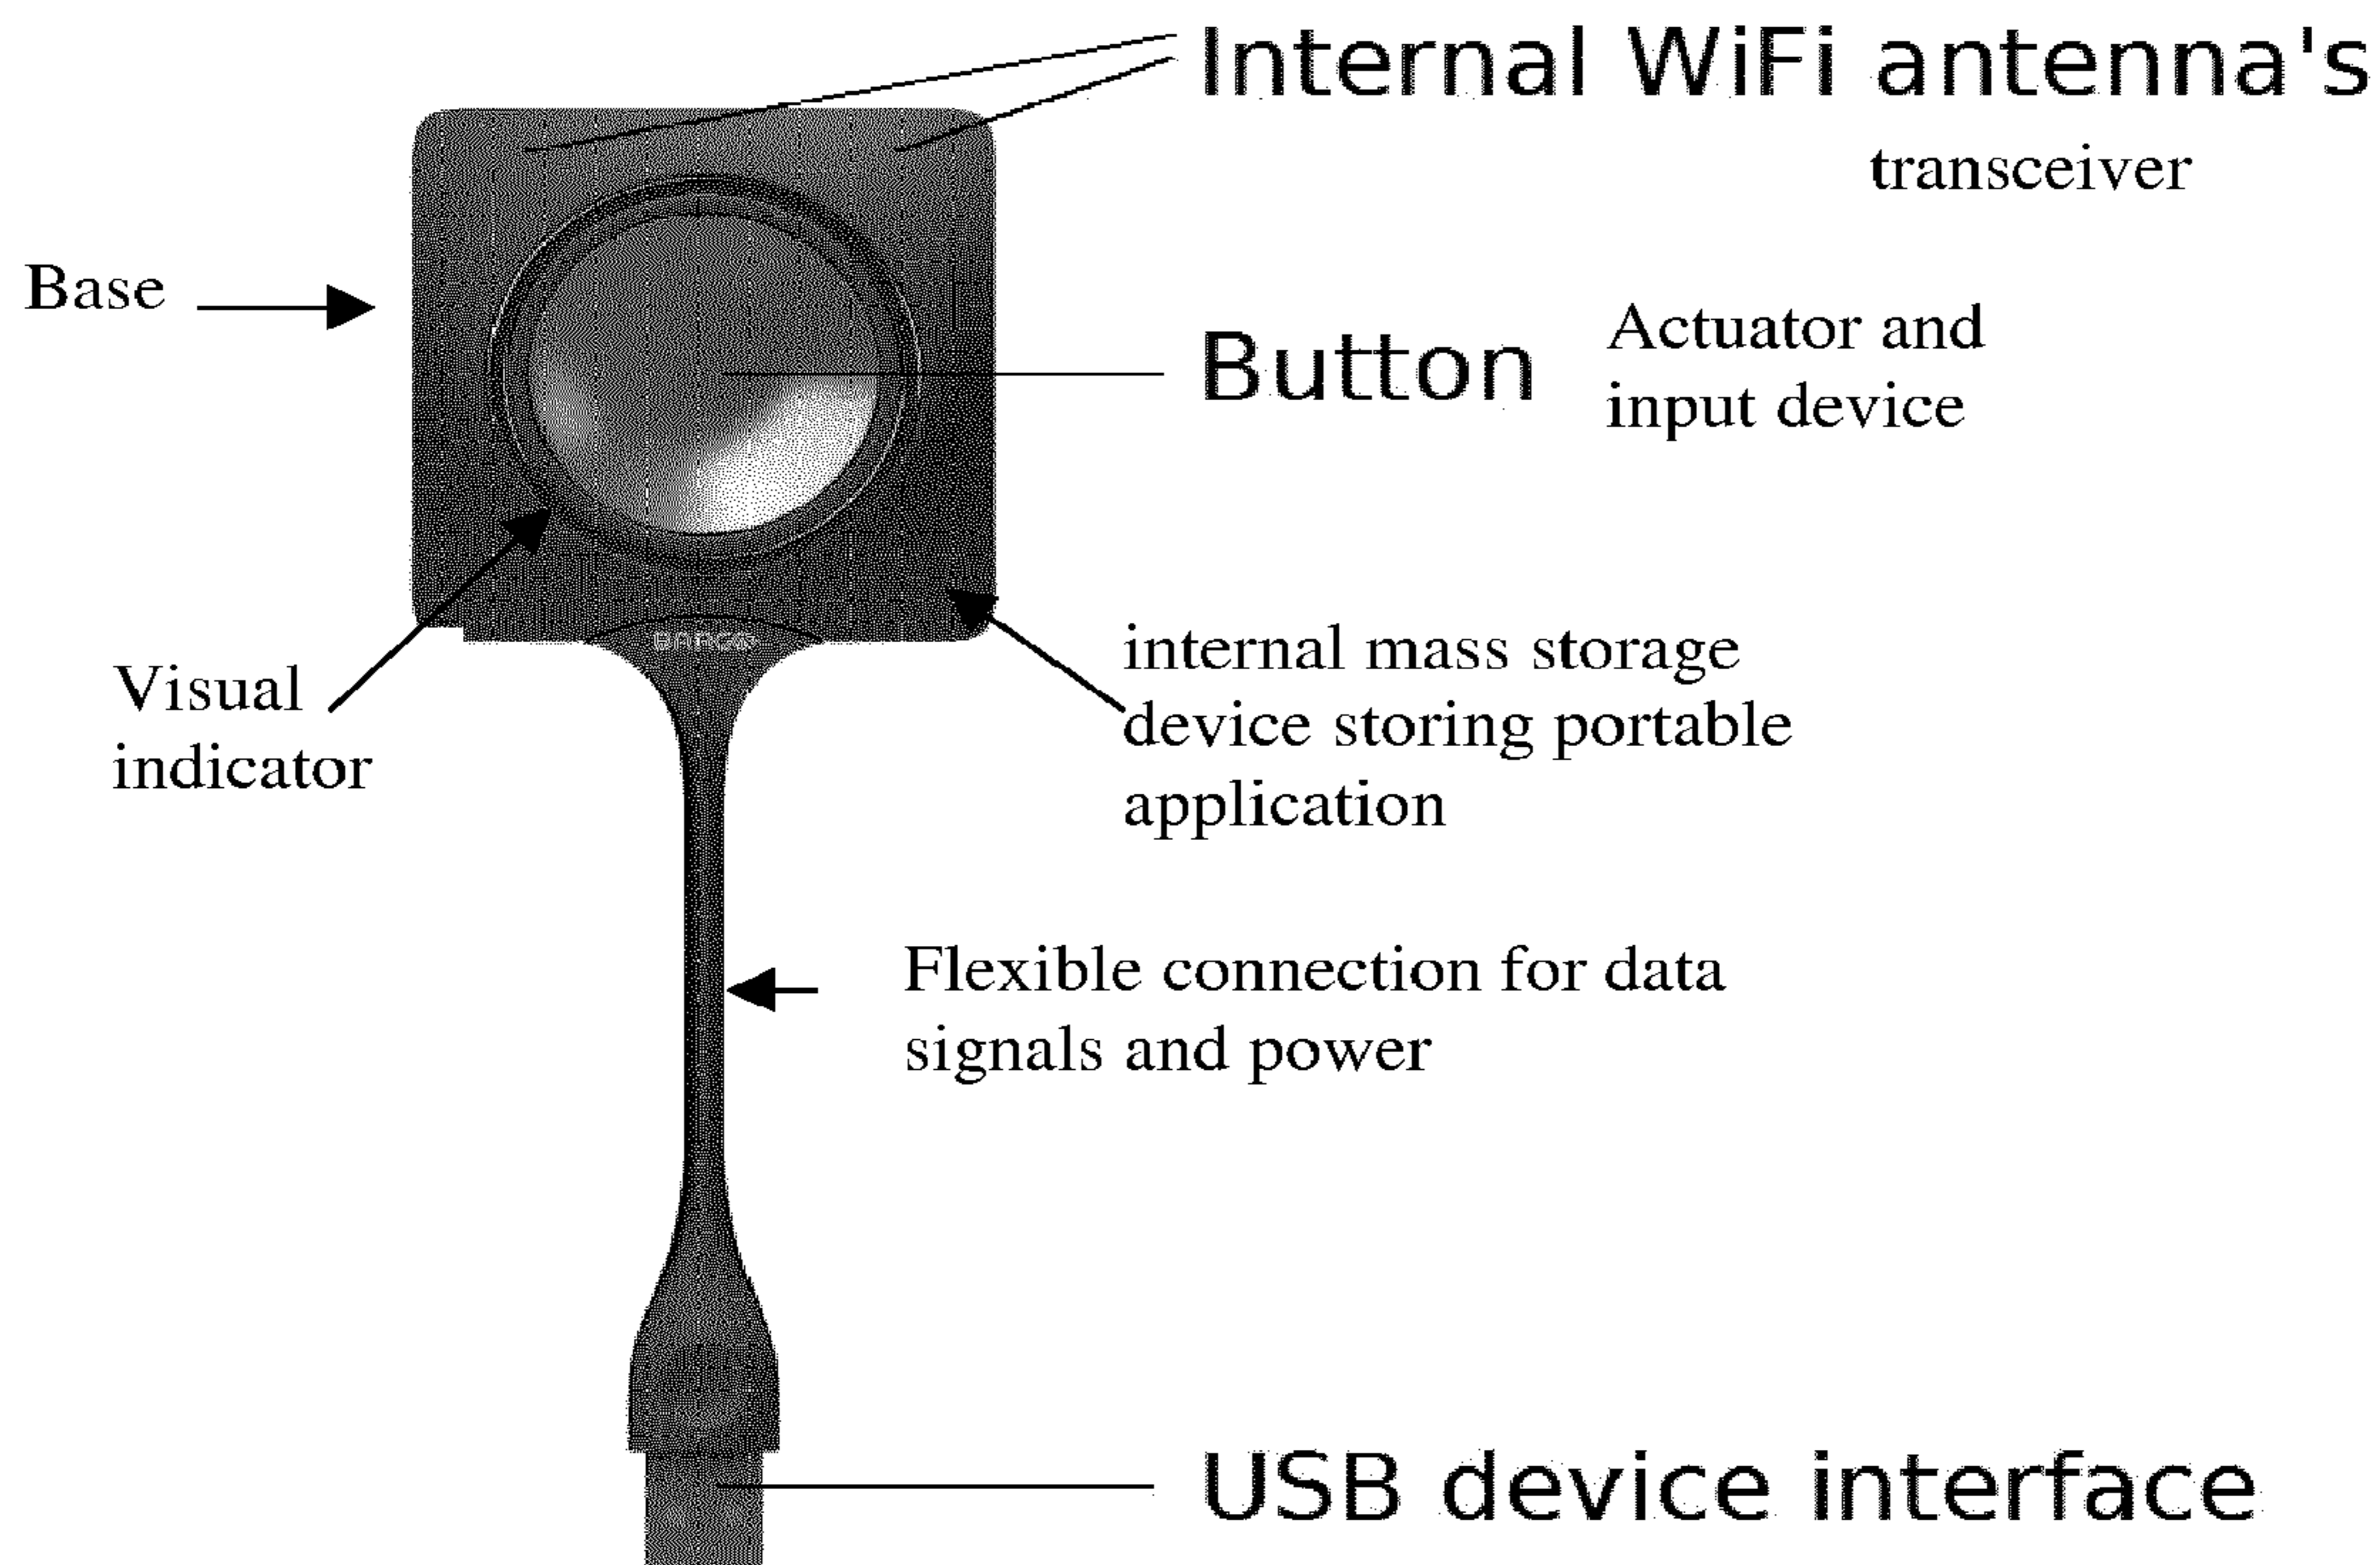 Internal WiFi antenna's
transceiver
Base
Button
Actuator and
input device
BARCO
Visual
indicator
internal mass storage
device storing portable
application
Flexible connection for data
signals and power
USB device interface